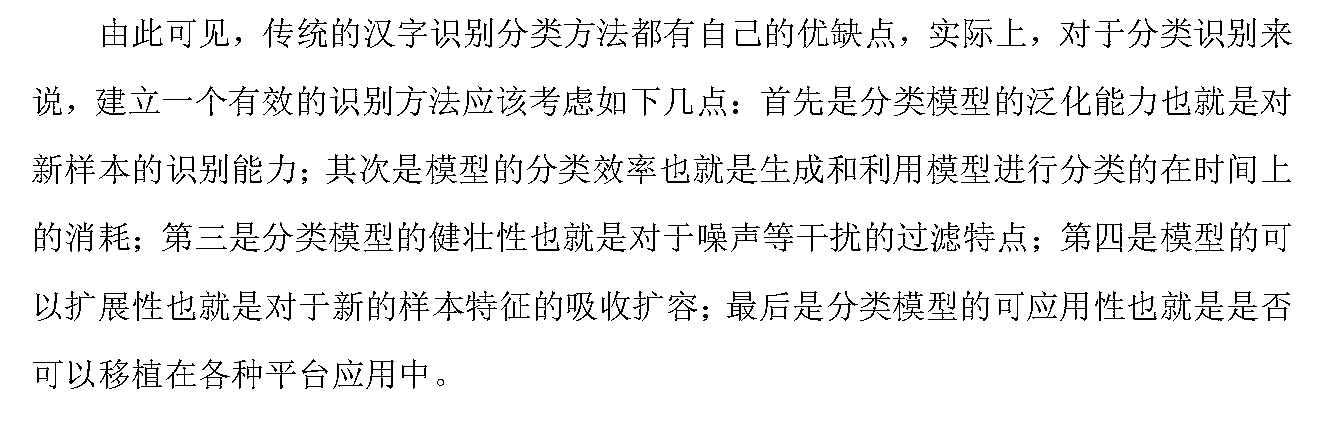 由此可见，传统的汉字识别分类方法都有自己的优缺点，实际上，对于分类识别来
说，建立一个有效的识别方法应该考虑如下几点：首先是分类模型的泛化能力也就是对
新样本的识别能力；其次是模型的分类效率也就是生成和利用模型进行分类的在时间上
的消耗；第三是分类模型的健壮性也就是对于噪声等干扰的过滤特点；第四是模型的可
以扩展性也就是对于新的样本特征的吸收扩容；最后是分类模型的可应用性也就是是否
可以移植在各种平台应用中。